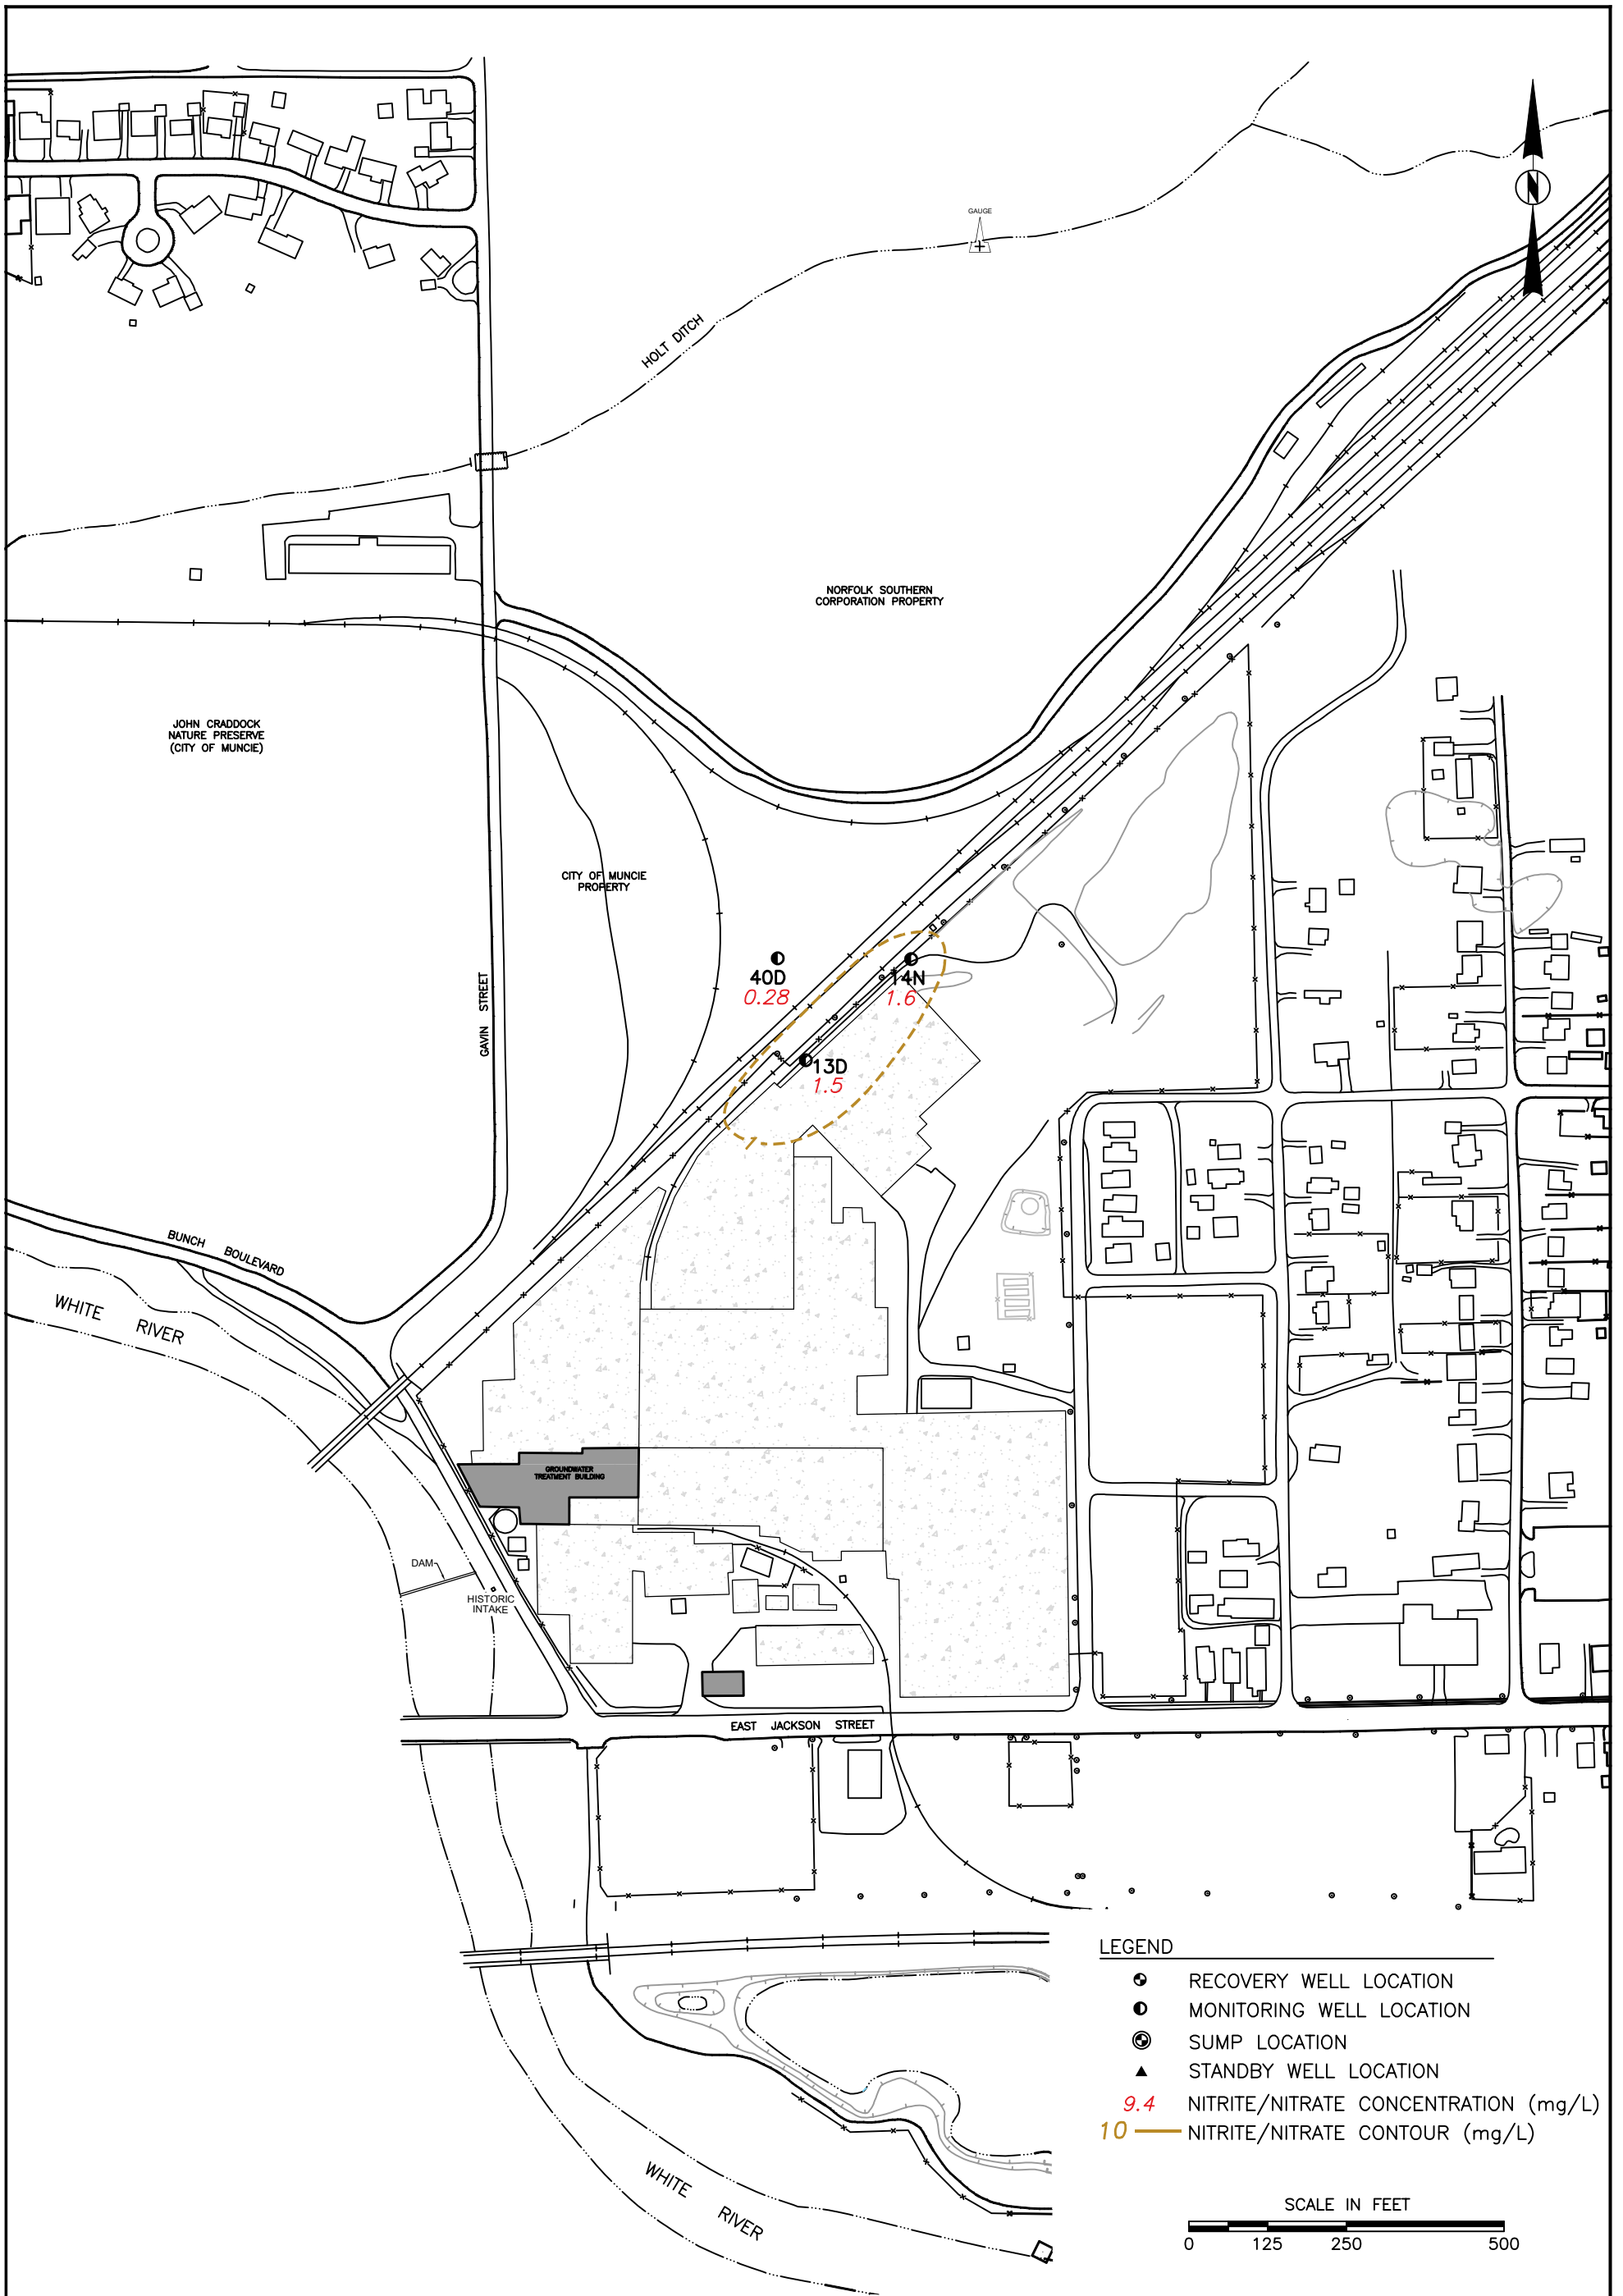 GAUGE
N
HOLT DITCH
NORFOLK SOUTHERN
CORPORATION PROPERTY
JOHN CRADDOCK
NATURE PRESERVE
(CITY OF MUNCIE)
CITY OF MUNCIE
PROPERTY
GAVIN STREET
40D
0.28
14N
1.6
13D
1.5
1
BUNCH BOULEVARD
WHITE RIVER
GROUNDWATER
TREATMENT BUILDING
DAM
HISTORIC
INTAKE
EAST JACKSON STREET
WHITE RIVER
LEGEND
RECOVERY WELL LOCATION
MONITORING WELL LOCATION
SUMP LOCATION
STANDBY WELL LOCATION
9.4 NITRITE/NITRATE CONCENTRATION (mg/L)
10 NITRITE/NITRATE CONTOUR (mg/L)
SCALE IN FEET
0 125 250 500